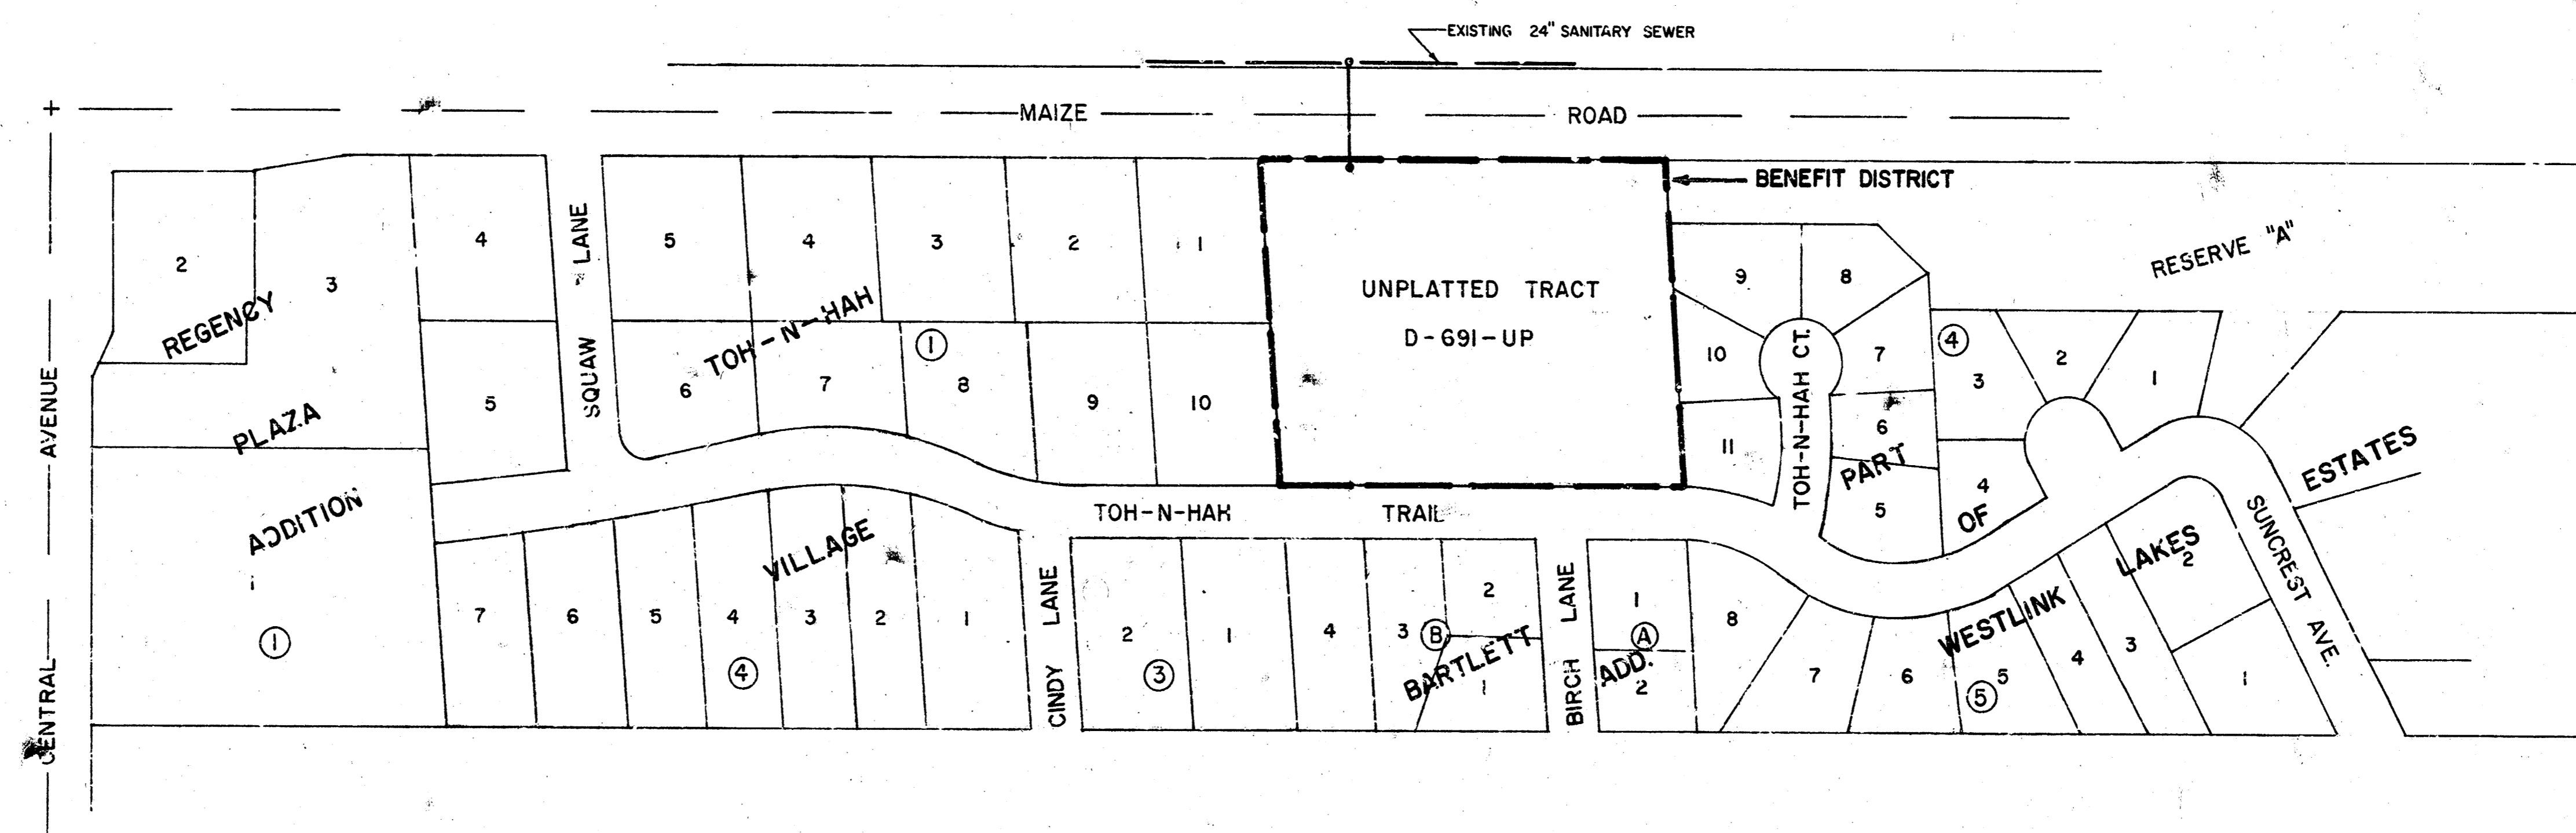 EXISTING 24" SANITARY SEWER
MAIZE ROAD
BENEFIT DISTRICT
RESERVE "A"
CENTRAL AVENUE
REGENCY
PLAZA
ADDITION
2
3
1
①
4
5
SQUAW LANE
TOH-N-HAH
VILLAGE
5
4
3
2
1
①
6
7
8
9
10
UNPLATTED TRACT
D-691-UP
9
8
10
7
11
6
5
TOH-N-HAH CT.
④
3
2
1
4
TOH-N-HAH TRAIL
PART
OF
WESTLINK
LAKES
ESTATES
SUNCREST AVE.
7
6
5
4
3
2
1
④
CINDY LANE
2
1
③
4
3
Ⓑ
2
1
BARTLETT ADD.
BIRCH LANE
1
Ⓐ
2
8
7
6
5
⑤
4
3
2
1